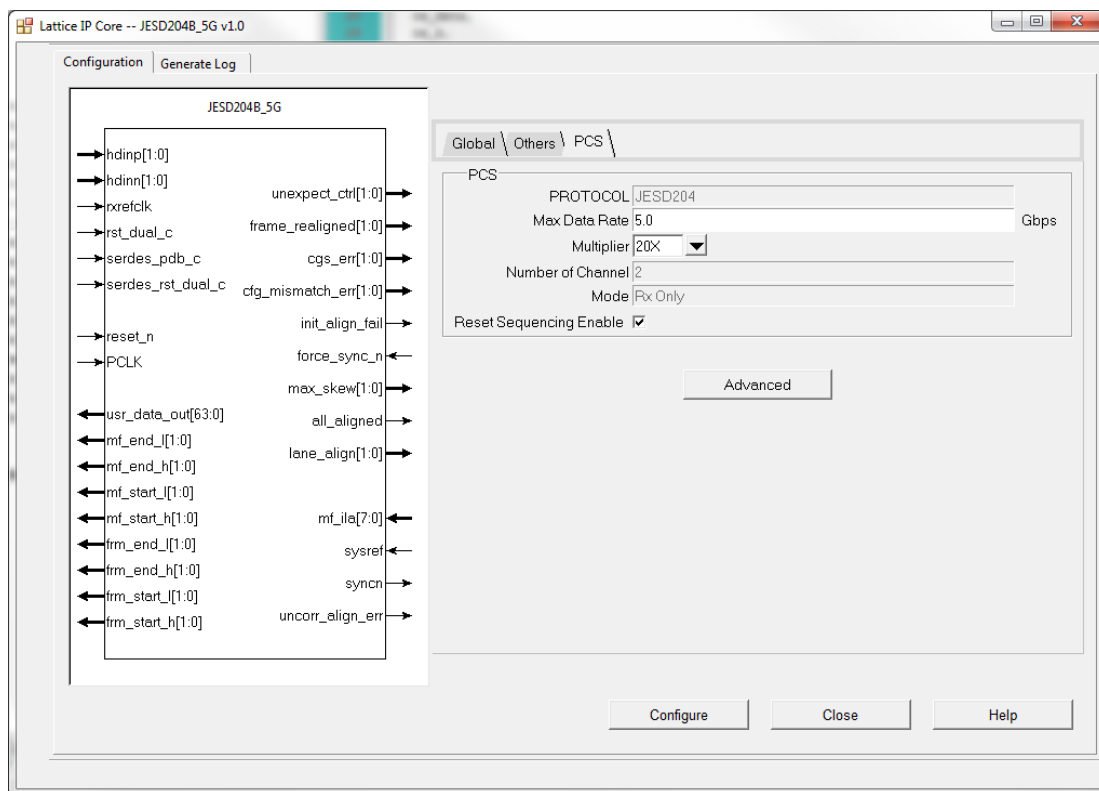 Lattice IP Core -- JESD204B_5G v1.0
Configuration
Generate Log
JESD204B_5G
hdinp[1:0]
hdinn[1:0]
rxrefclk
rst_dual_c
serdes_pdb_c
serdes_rst_dual_c
reset_n
PCLK
usr_data_out[63:0]
mf_end_l[1:0]
mf_end_h[1:0]
mf_start_l[1:0]
mf_start_h[1:0]
frm_end_l[1:0]
frm_end_h[1:0]
frm_start_l[1:0]
frm_start_h[1:0]
unexpect_ctrl[1:0]
frame_realigned[1:0]
cgs_err[1:0]
cfg_mismatch_err[1:0]
init_align_fail
force_sync_n
max_skew[1:0]
all_aligned
lane_align[1:0]
mf_ila[7:0]
sysref
syncn
uncorr_align_err
Global
Others
PCS
PCS
PROTOCOL JESD204
Max Data Rate 5.0 Gbps
Multiplier 20X
Number of Channel 2
Mode Rx Only
Reset Sequencing Enable
Advanced
Configure
Close
Help